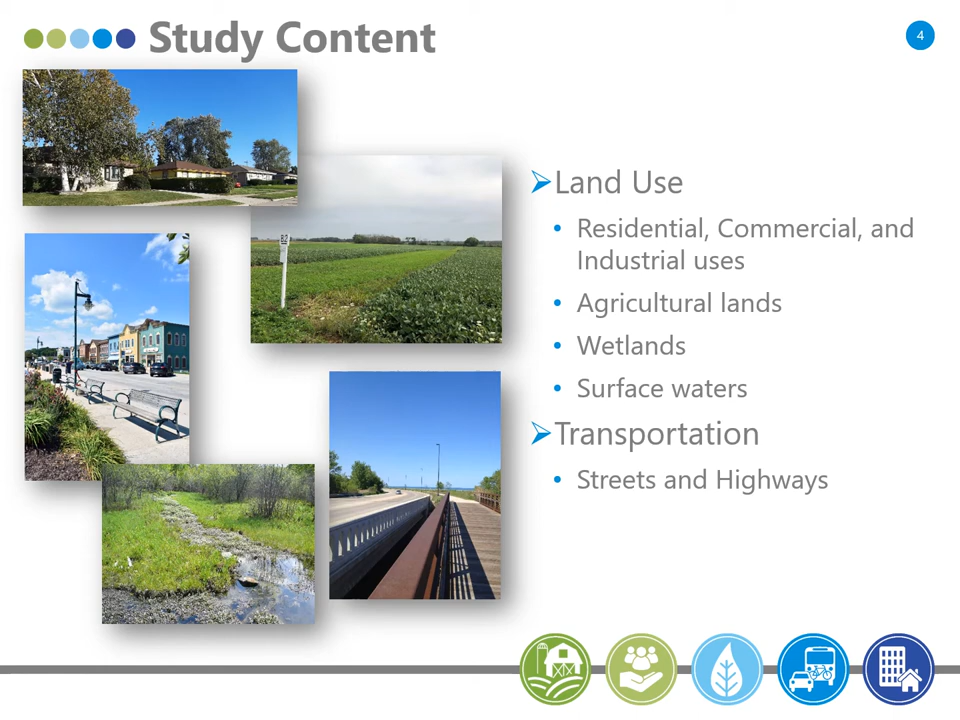 Study Content
4
Land Use
Residential, Commercial, and
Industrial uses
Agricultural lands
Wetlands
Surface waters
Transportation
Streets and Highways